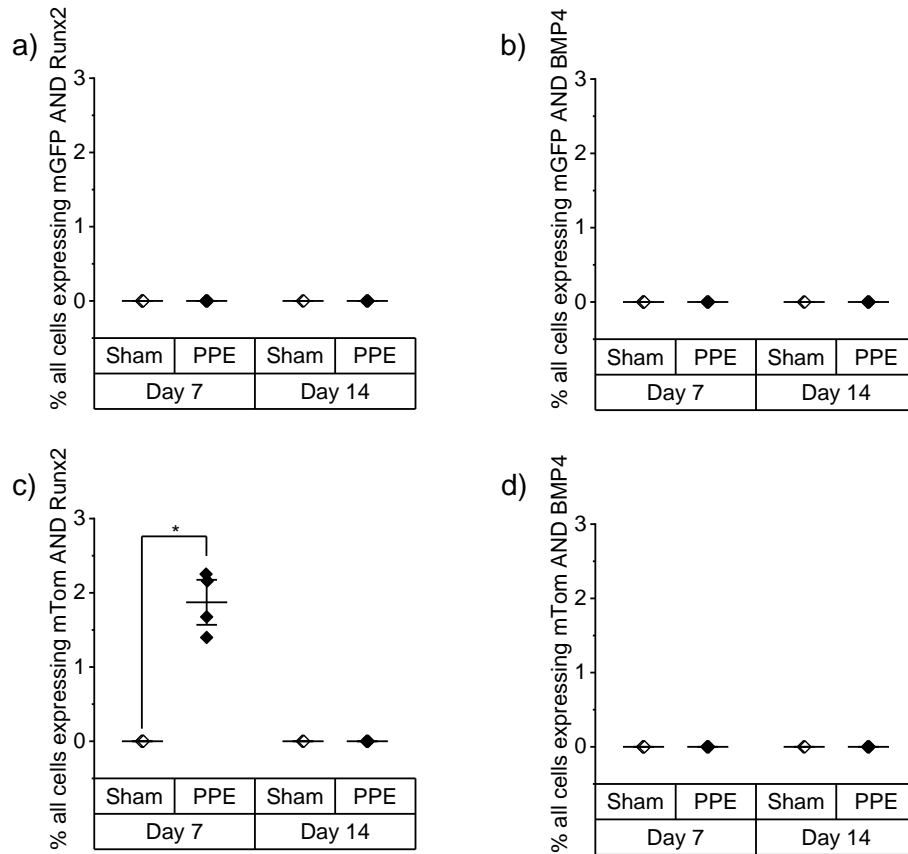 a)
% all cells expressing mGFP AND Runx2
3
2
1
0
Sham PPE Sham PPE
Day 7 Day 14
b)
% all cells expressing mGFP AND BMP4
3
2
1
0
Sham PPE Sham PPE
Day 7 Day 14
c)
% all cells expressing mTom AND Runx2
3
*
2
1
0
Sham PPE Sham PPE
Day 7 Day 14
d)
% all cells expressing mTom AND BMP4
3
2
1
0
Sham PPE Sham PPE
Day 7 Day 14